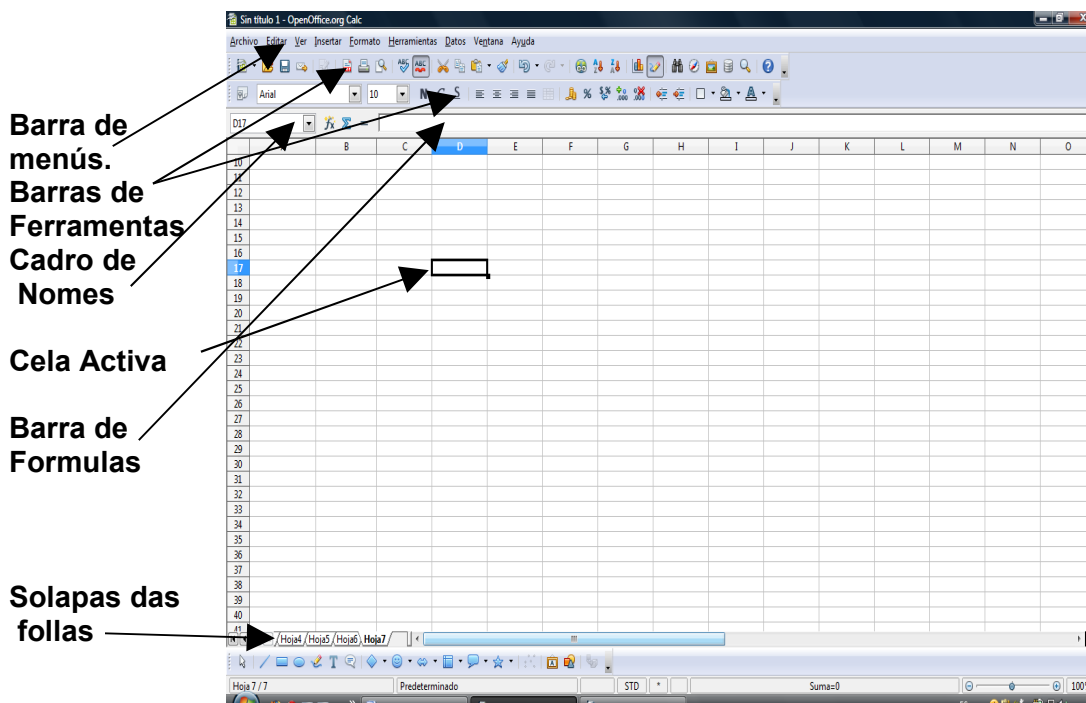 Sin título 1 - OpenOffice.org Calc
Archivo Editar Ver Insertar Formato Herramientas Datos Ventana Ayuda
Arial 10 N C S
D17
B C D E F G H I J K L M N O
10
11
12
13
14
15
16
17
18
19
20
21
22
23
24
25
26
27
28
29
30
31
32
33
34
35
36
37
38
39
40
41
Barra de
menús.
Barras de
Ferramentas
Cadro de
Nomes
Cela Activa
Barra de
Formulas
Solapas das
follas
Hoja4 Hoja5 Hoja6 Hoja7
Hoja 7 / 7 Predeterminado STD * Suma=0 100%